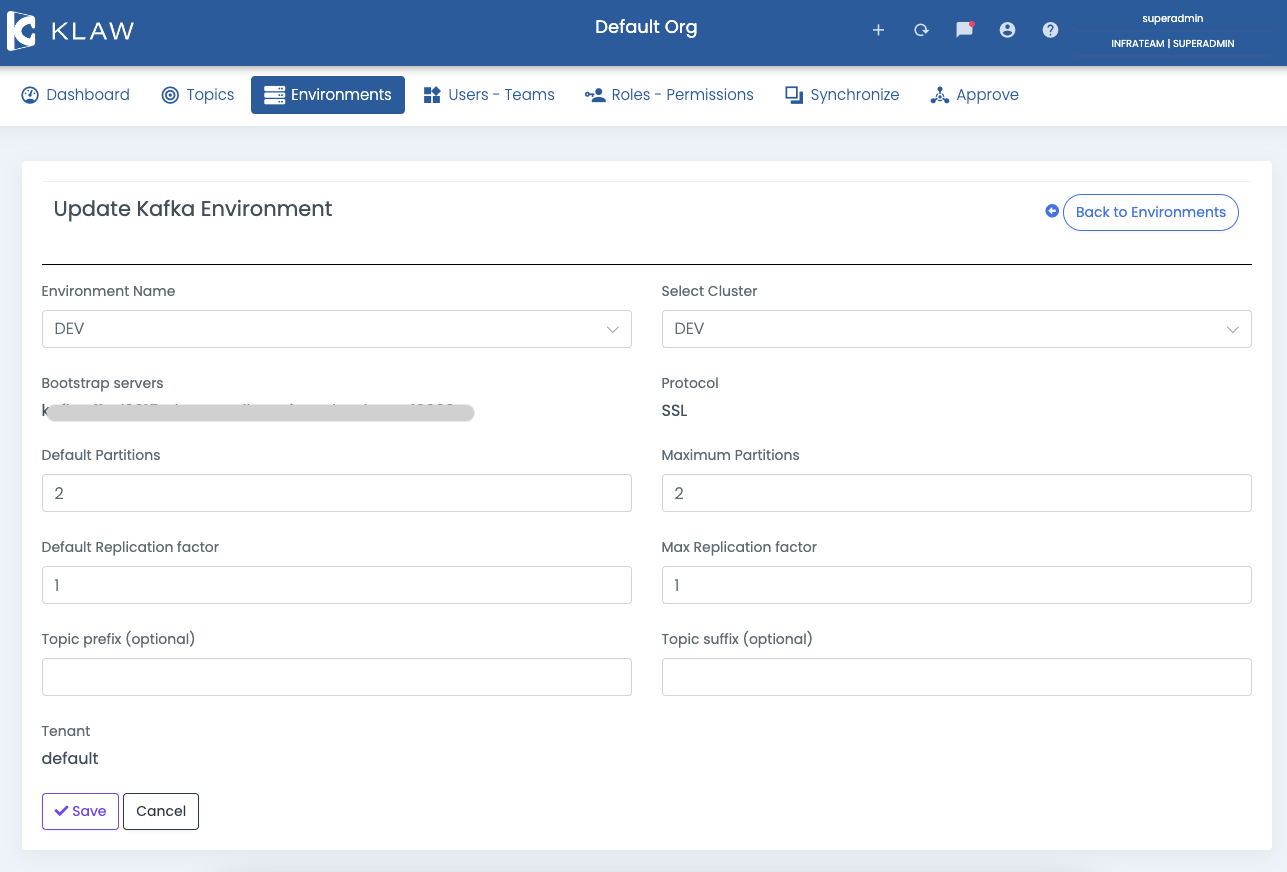 KLAW
Default Org
superadmin
INFRATEAM | SUPERADMIN
Dashboard
Topics
Environments
Users - Teams
Roles - Permissions
Synchronize
Approve
Update Kafka Environment
Back to Environments
Environment Name
Select Cluster
DEV
DEV
Bootstrap servers
Protocol
SSL
Default Partitions
Maximum Partitions
2
2
Default Replication factor
Max Replication factor
1
1
Topic prefix (optional)
Topic suffix (optional)
Tenant
default
Save
Cancel